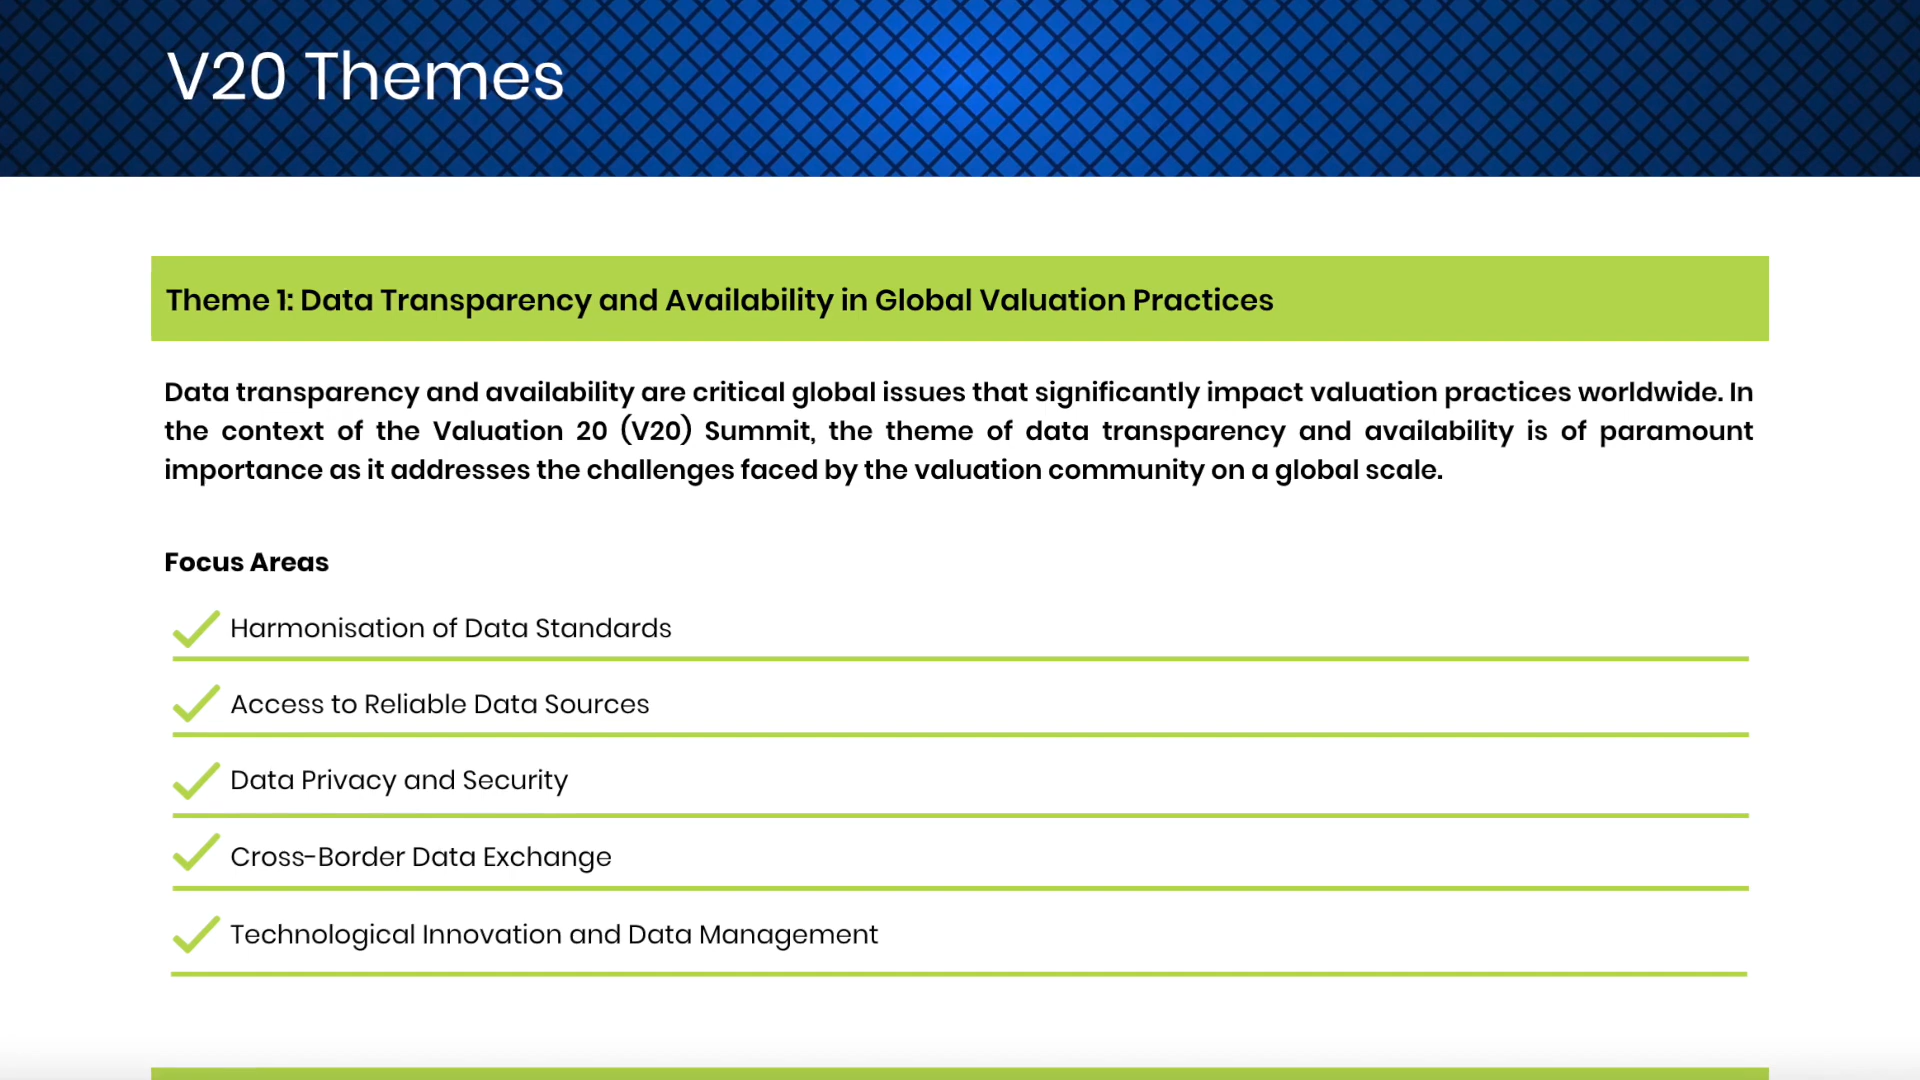 V20 Themes
Theme 1: Data Transparency and Availability in Global Valuation Practices
Data transparency and availability are critical global issues that significantly impact valuation practices worldwide. In
the context of the Valuation 20 (V20) Summit, the theme of data transparency and availability is of paramount
importance as it addresses the challenges faced by the valuation community on a global scale.
Focus Areas
Harmonisation of Data Standards
Access to Reliable Data Sources
Data Privacy and Security
Cross-Border Data Exchange
Technological Innovation and Data Management